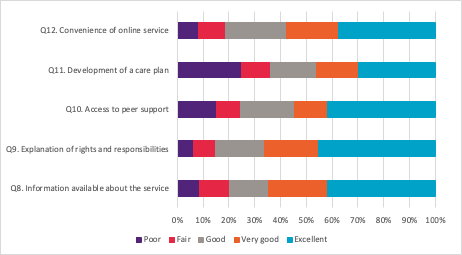 Q12. Convenience of online service
Q11. Development of a care plan
Q10. Access to peer support
Q9. Explanation of rights and responsibilities
Q8. Information available about the service
0% 10% 20% 30% 40% 50% 60% 70% 80% 90% 100%
Poor Fair Good Very good Excellent